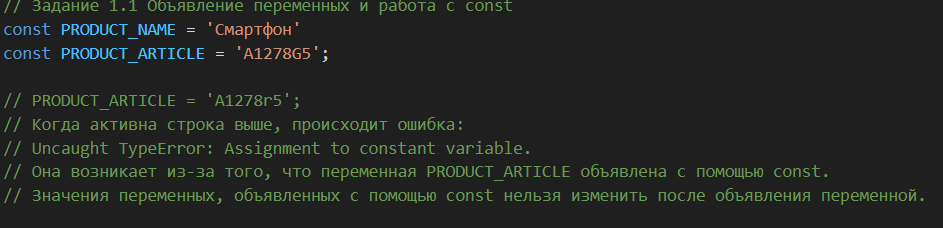 // Задание 1.1 Объявление переменных и работа с const
const PRODUCT_NAME = 'Смартфон'
const PRODUCT_ARTICLE = 'A1278G5';
// PRODUCT_ARTICLE = 'A1278r5';
// Когда активна строка выше, происходит ошибка:
// Uncaught TypeError: Assignment to constant variable.
// Она возникает из-за того, что переменная PRODUCT_ARTICLE объявлена с помощью const.
// Значения переменных, объявленных с помощью const нельзя изменить после объявления переменной.